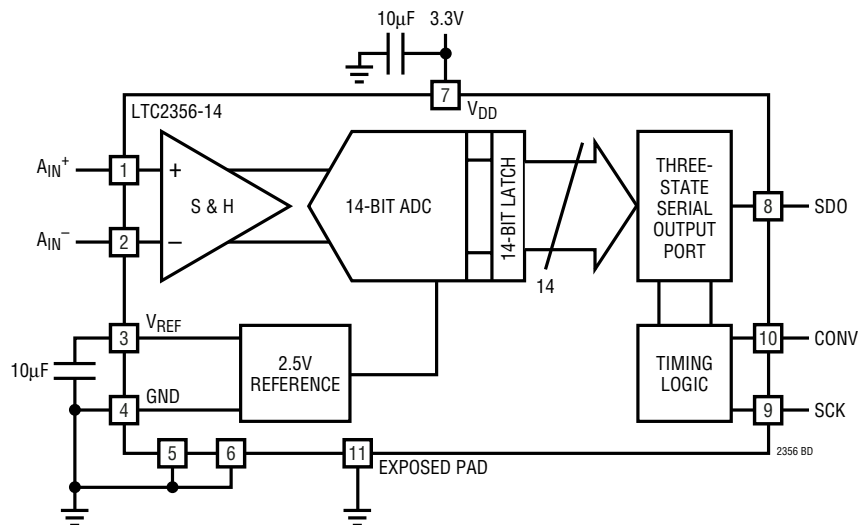 10μF 3.3V
7
LTC2356-14
VDD
AIN+
1
+
S & H
14-BIT ADC
14-BIT LATCH
THREE-
STATE
SERIAL
OUTPUT
PORT
8
SDO
AIN–
2
–
14
3
VREF
10μF
2.5V
REFERENCE
TIMING
LOGIC
10
CONV
4
GND
9
SCK
5
6
11
EXPOSED PAD
2356 BD